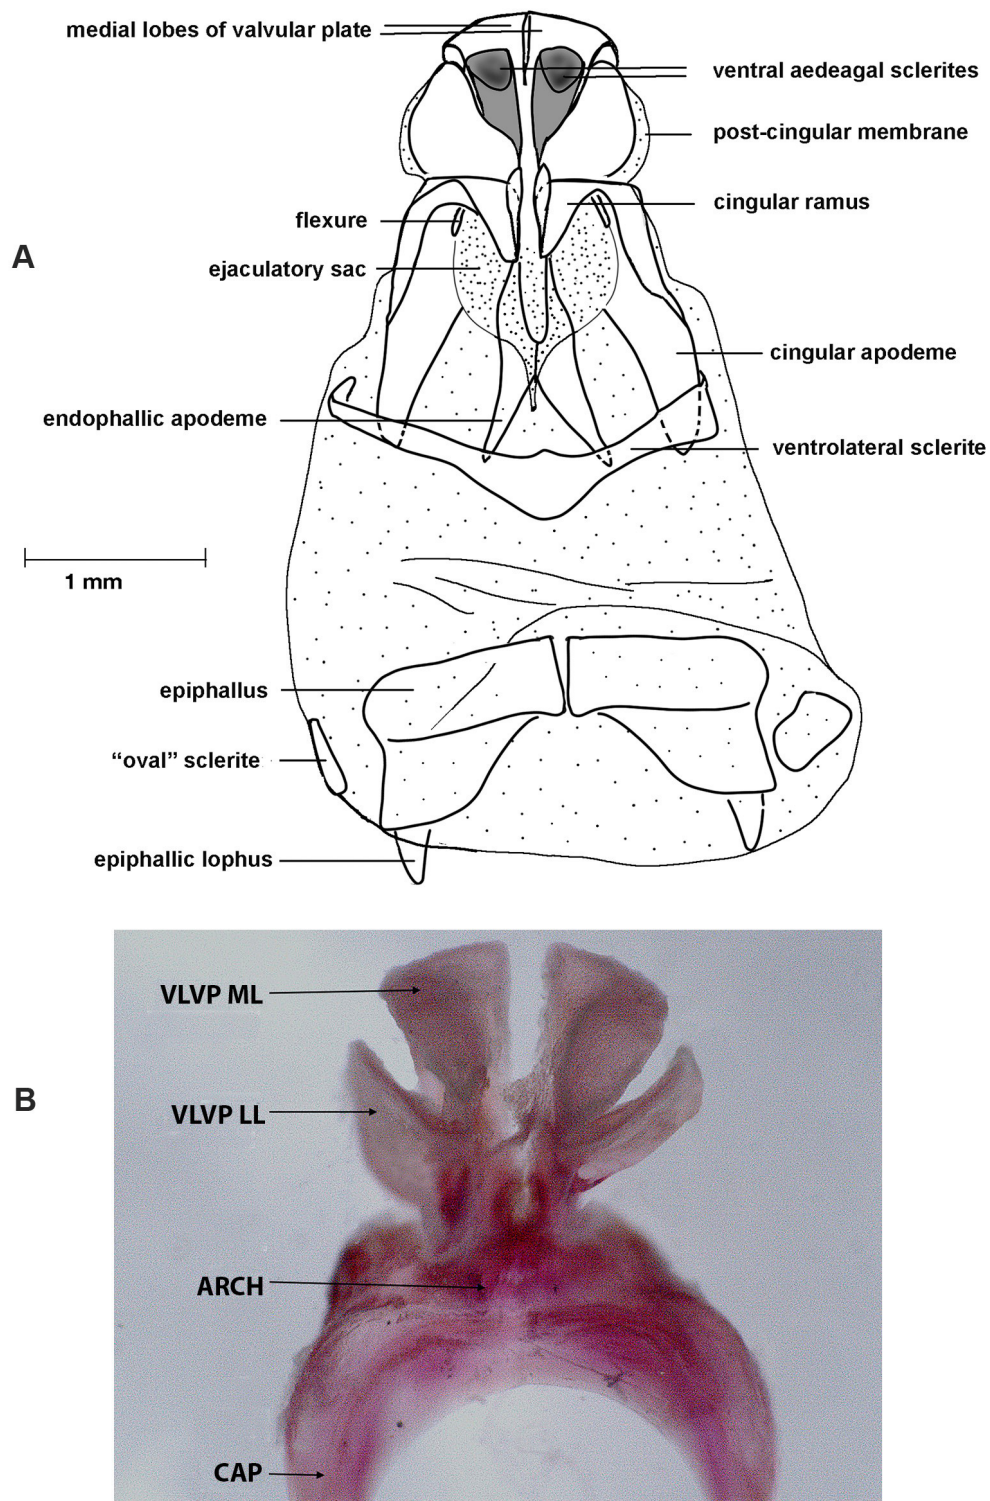 medial lobes of valvular plate
ventral aedeagal sclerites
post-cingular membrane
cingular ramus
flexure
A
ejaculatory sac
cingular apodeme
endophallic apodeme
ventrolateral sclerite
1 mm
epiphallus
“oval” sclerite
epiphallic lophus
VLVP ML
B
VLVP LL
ARCH
CAP